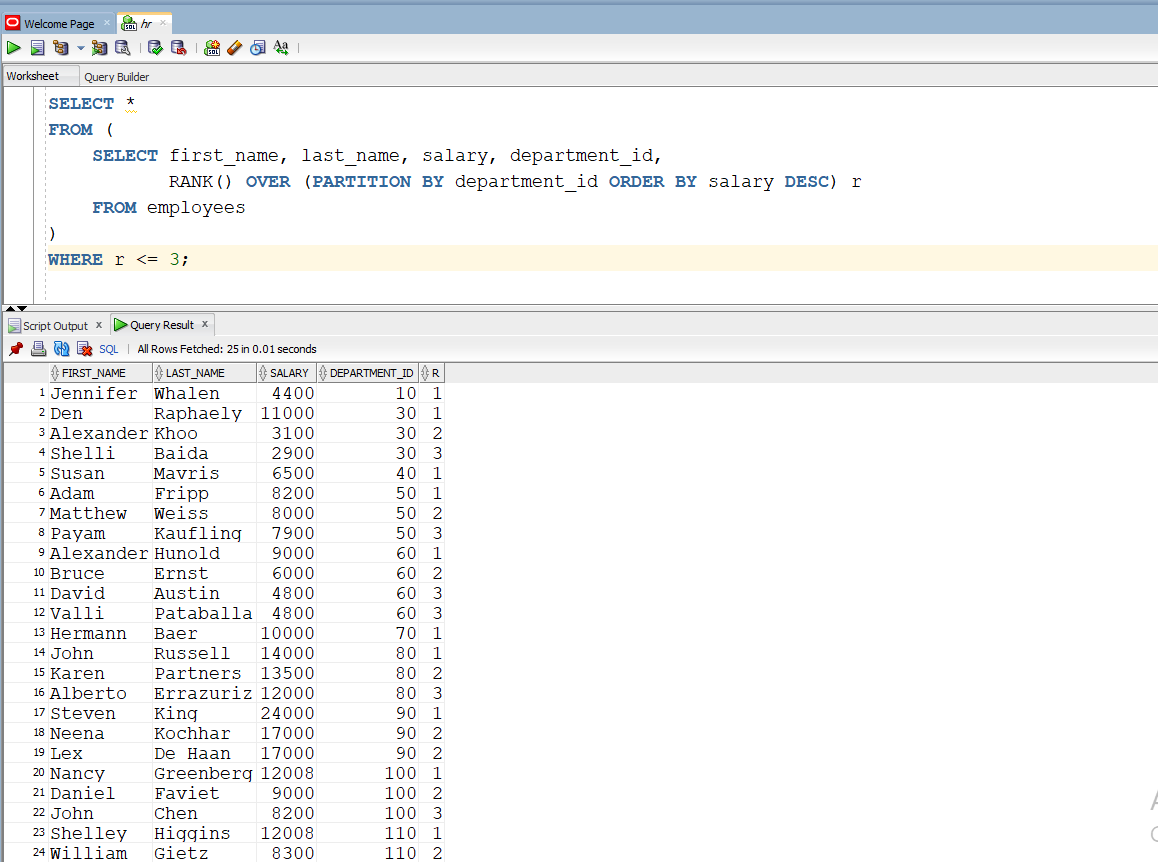 Welcome Page × hr ×
Worksheet Query Builder
SELECT *
FROM (
    SELECT first_name, last_name, salary, department_id,
           RANK() OVER (PARTITION BY department_id ORDER BY salary DESC) r
    FROM employees
)
WHERE r <= 3;
Script Output × Query Result ×
SQL | All Rows Fetched: 25 in 0.01 seconds
FIRST_NAME LAST_NAME SALARY DEPARTMENT_ID R
1 Jennifer Whalen 4400 10 1
2 Den Raphaely 11000 30 1
3 Alexander Khoo 3100 30 2
4 Shelli Baida 2900 30 3
5 Susan Mavris 6500 40 1
6 Adam Fripp 8200 50 1
7 Matthew Weiss 8000 50 2
8 Payam Kaufling 7900 50 3
9 Alexander Hunold 9000 60 1
10 Bruce Ernst 6000 60 2
11 David Austin 4800 60 3
12 Valli Pataballa 4800 60 3
13 Hermann Baer 10000 70 1
14 John Russell 14000 80 1
15 Karen Partners 13500 80 2
16 Alberto Errazuriz 12000 80 3
17 Steven King 24000 90 1
18 Neena Kochhar 17000 90 2
19 Lex De Haan 17000 90 2
20 Nancy Greenberg 12008 100 1
21 Daniel Faviet 9000 100 2
22 John Chen 8200 100 3
23 Shelley Higgins 12008 110 1
24 William Gietz 8300 110 2